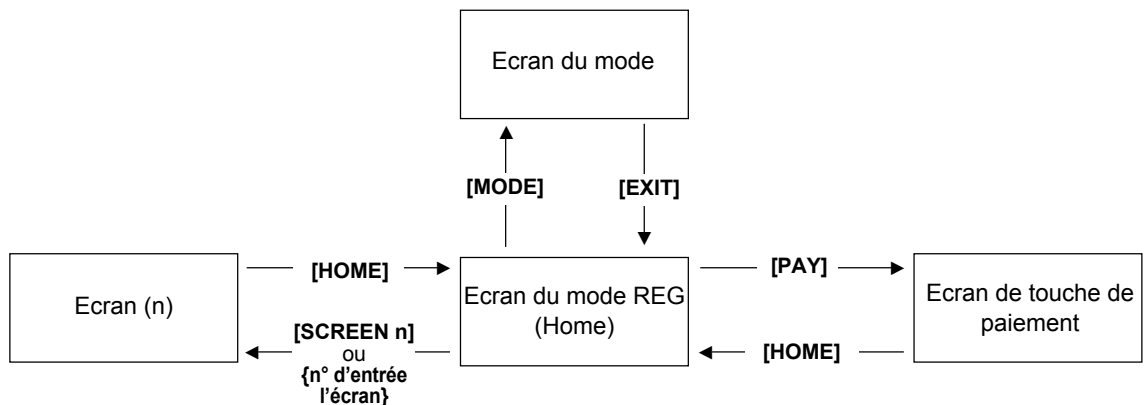 Ecran du mode
[MODE]
[EXIT]
Ecran (n)
[HOME]
[SCREEN n]
ou
{n° d'entrée
l'écran}
Ecran du mode REG
(Home)
[PAY]
[HOME]
Ecran de touche de
paiement